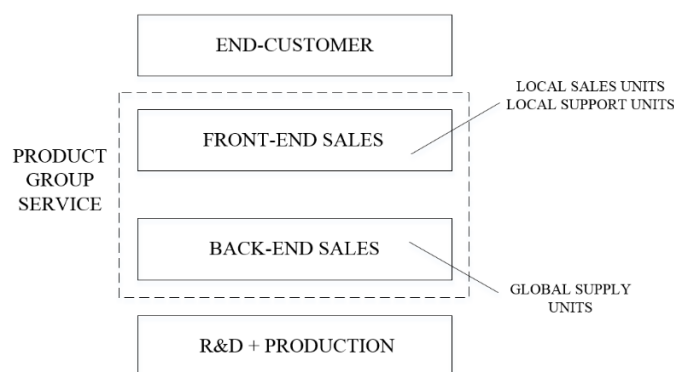 END-CUSTOMER
LOCAL SALES UNITS
LOCAL SUPPORT UNITS
FRONT-END SALES
PRODUCT
GROUP
SERVICE
BACK-END SALES
GLOBAL SUPPLY
UNITS
R&D + PRODUCTION